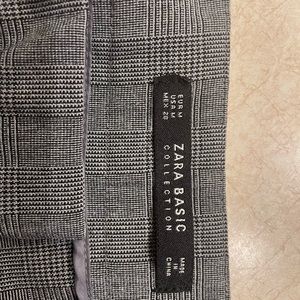 EUR M
USA M
MEX 28
ZARA BASIC
COLLECTION
MADE
IN
CHINA